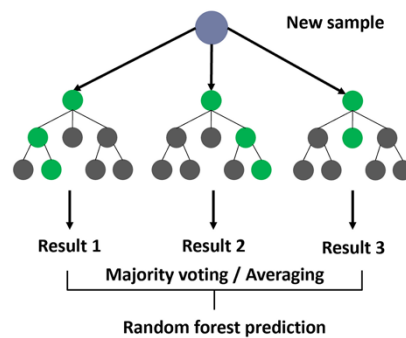 New sample
Result 1
Result 2
Result 3
Majority voting / Averaging
Random forest prediction